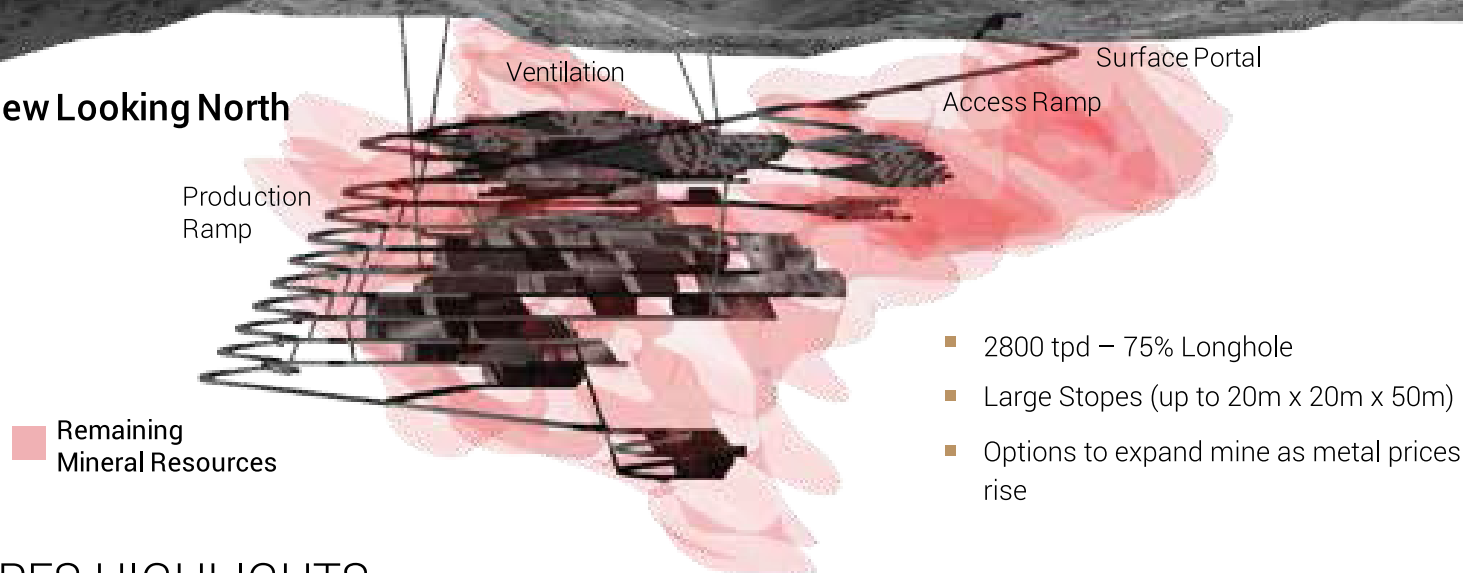 Surface Portal
Ventilation
ew Looking North
Access Ramp
Production
Ramp
2800 tpd – 75% Longhole
Large Stopes (up to 20m x 20m x 50m)
Remaining
Mineral Resources
Options to expand mine as metal prices
rise
HIGHLIGHTS